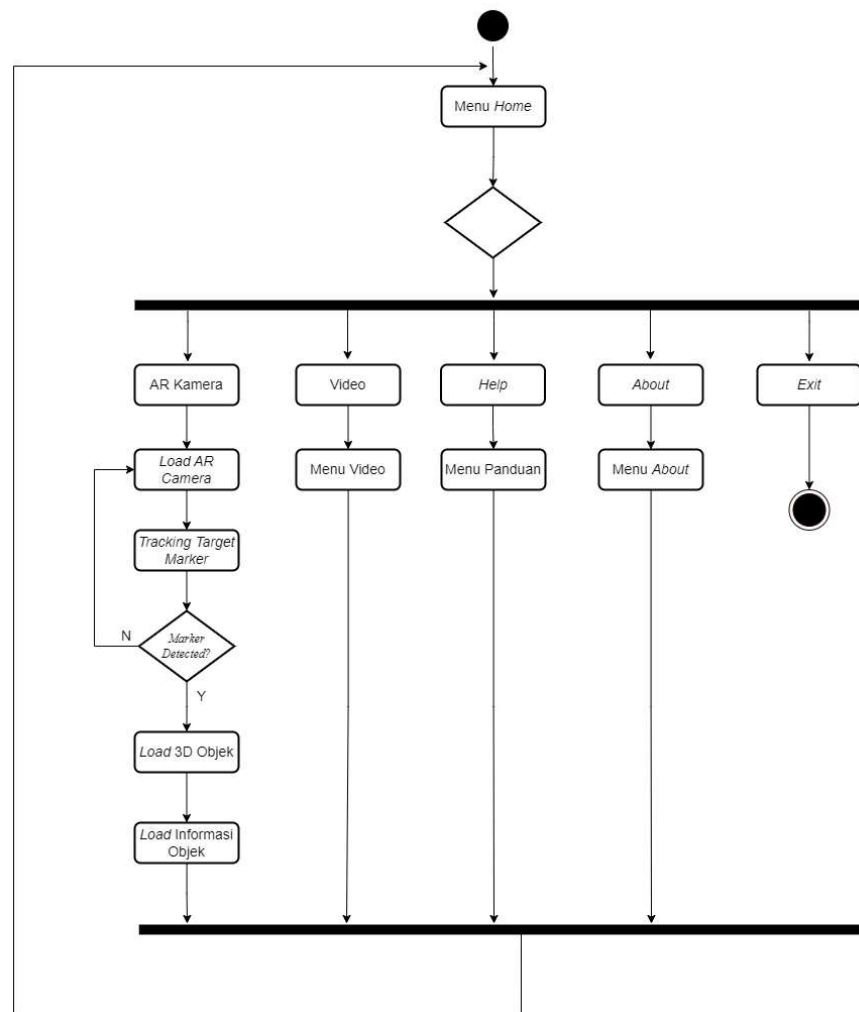 Menu Home
AR Kamera
Video
Help
About
Exit
Load AR
Camera
Menu Video
Menu Panduan
Menu About
Tracking Target
Marker
Marker
Detected?
N
Y
Load 3D Objek
Load Informasi
Objek